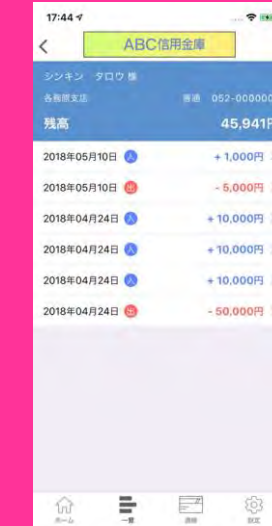 17:44
ABC信用金庫
シンキン タロウ 様
各務原支店 普通 052-000000
残高 45,941円
2018年05月10日 入 + 1,000円
2018年05月10日 出 - 5,000円
2018年04月24日 入 + 10,000円
2018年04月24日 入 + 10,000円
2018年04月24日 入 + 10,000円
2018年04月24日 出 - 50,000円
ホーム 一覧 通帳 設定